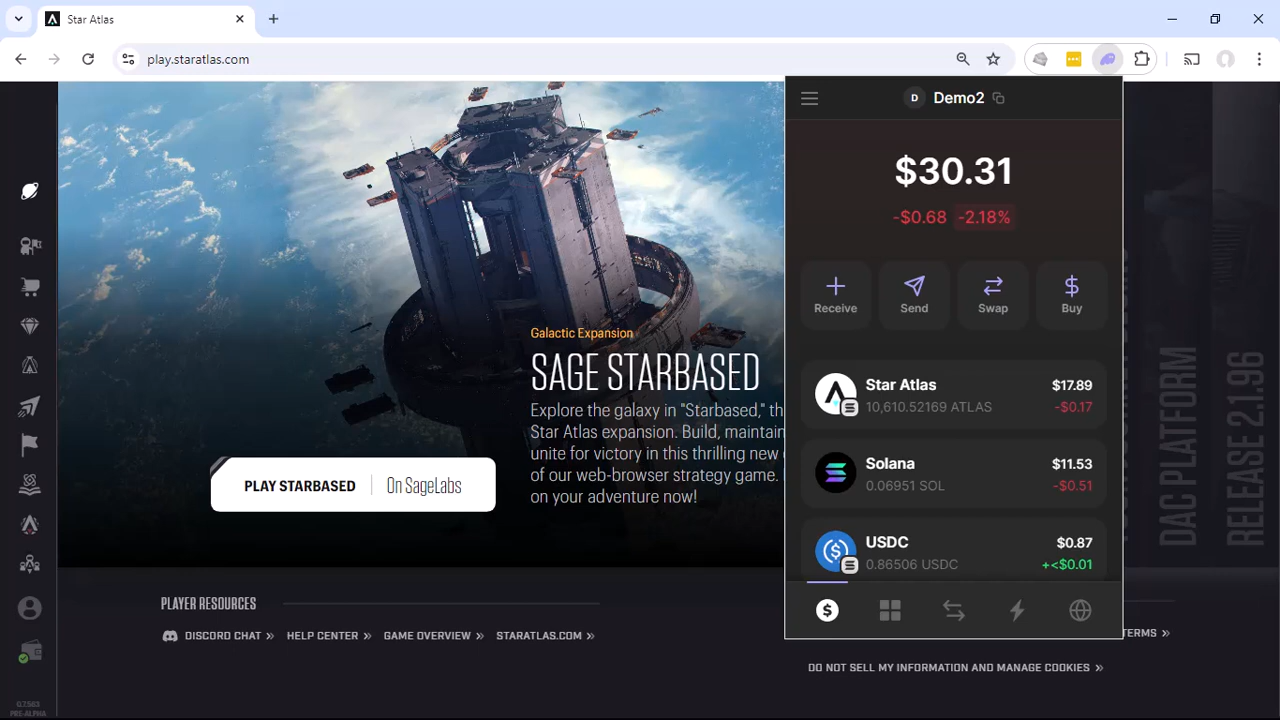 Star Atlas
play.staratlas.com
D Demo2
$30.31
-$0.68 -2.18%
Receive
Send
Swap
Buy
Star Atlas
$17.89
10,610.52169 ATLAS
-$0.17
Solana
$11.53
0.06951 SOL
-$0.51
USDC
$0.87
0.86506 USDC
+<$0.01
Galactic Expansion
SAGE STARBASED
Explore the galaxy in "Starbased," th
Star Atlas expansion. Build, maintain
unite for victory in this thrilling new
of our web-browser strategy game.
on your adventure now!
PLAY STARBASED On SageLabs
DAC PLATFORM
RELEASE 2.1.96
PLAYER RESOURCES
DISCORD CHAT >> HELP CENTER >> GAME OVERVIEW >> STARATLAS.COM >>
TERMS >>
DO NOT SELL MY INFORMATION AND MANAGE COOKIES >>
0.7.563
PRE-ALPHA